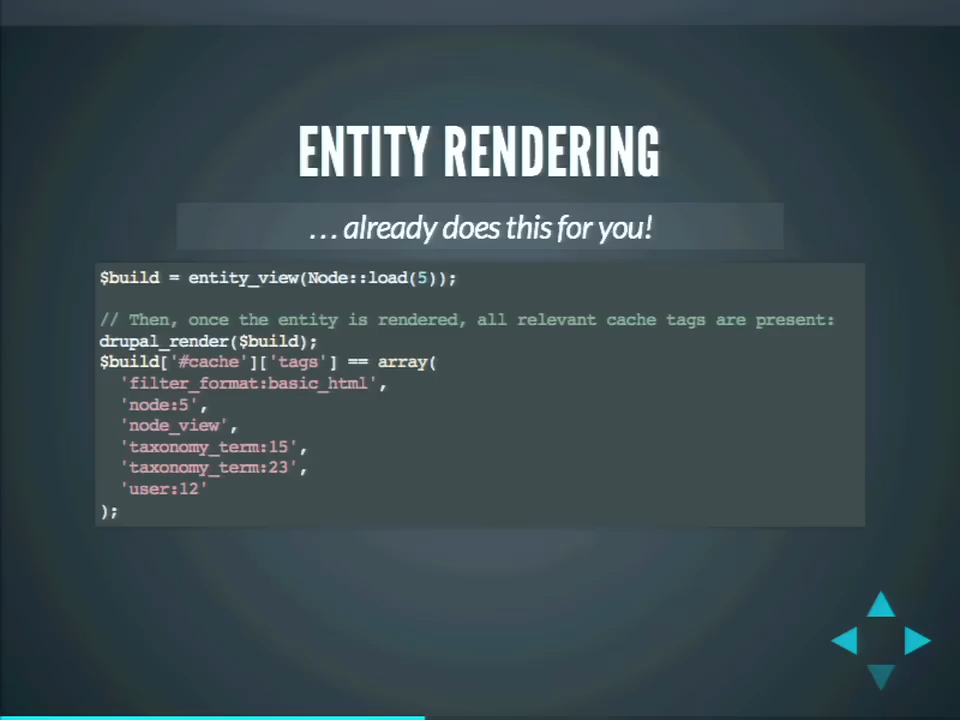 ENTITY RENDERING
... already does this for you!
$build = entity_view(Node::load(5));
// Then, once the entity is rendered, all relevant cache tags are present:
drupal_render($build);
$build['#cache']['tags'] == array(
  'filter_format:basic_html',
  'node:5',
  'node_view',
  'taxonomy_term:15',
  'taxonomy_term:23',
  'user:12'
);